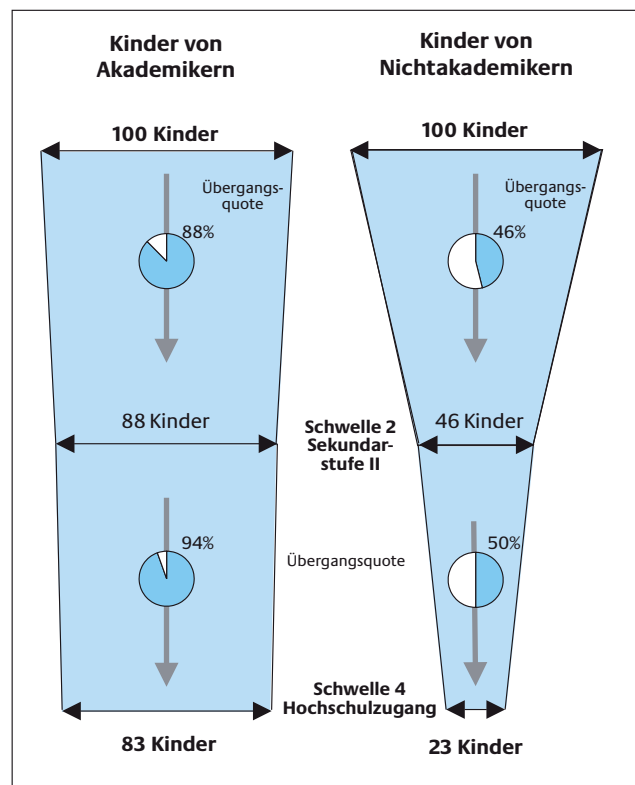 Kinder von
Akademikern
Kinder von
Nichtakademikern
100 Kinder
100 Kinder
Übergangs-
quote
88%
Übergangs-
quote
46%
88 Kinder
Schwelle 2
Sekundar-
stufe II
46 Kinder
94%
Übergangsquote
50%
Schwelle 4
Hochschulzugang
83 Kinder
23 Kinder